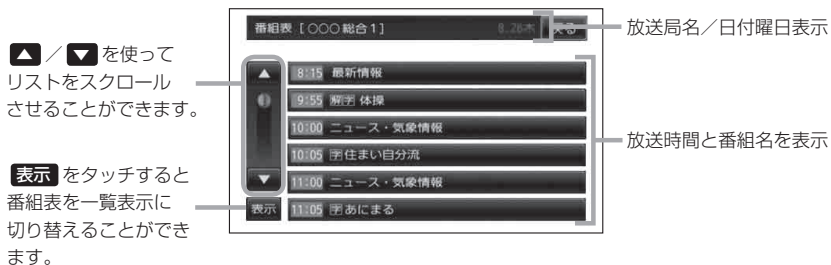 番組表 [○○○総合1] 8.26木 戻る
放送局名／日付曜日表示
▲ ／ ▼ を使って
リストをスクロール
させることができます。
▲
8:15 最新情報
9:55 解字 体操
10:00 ニュース・気象情報
10:05 字住まい自分流
放送時間と番組名を表示
▼
11:00 ニュース・気象情報
表示 11:05 字あにまる
表示 をタッチすると
番組表を一覧表示に
切り替えることができ
ます。